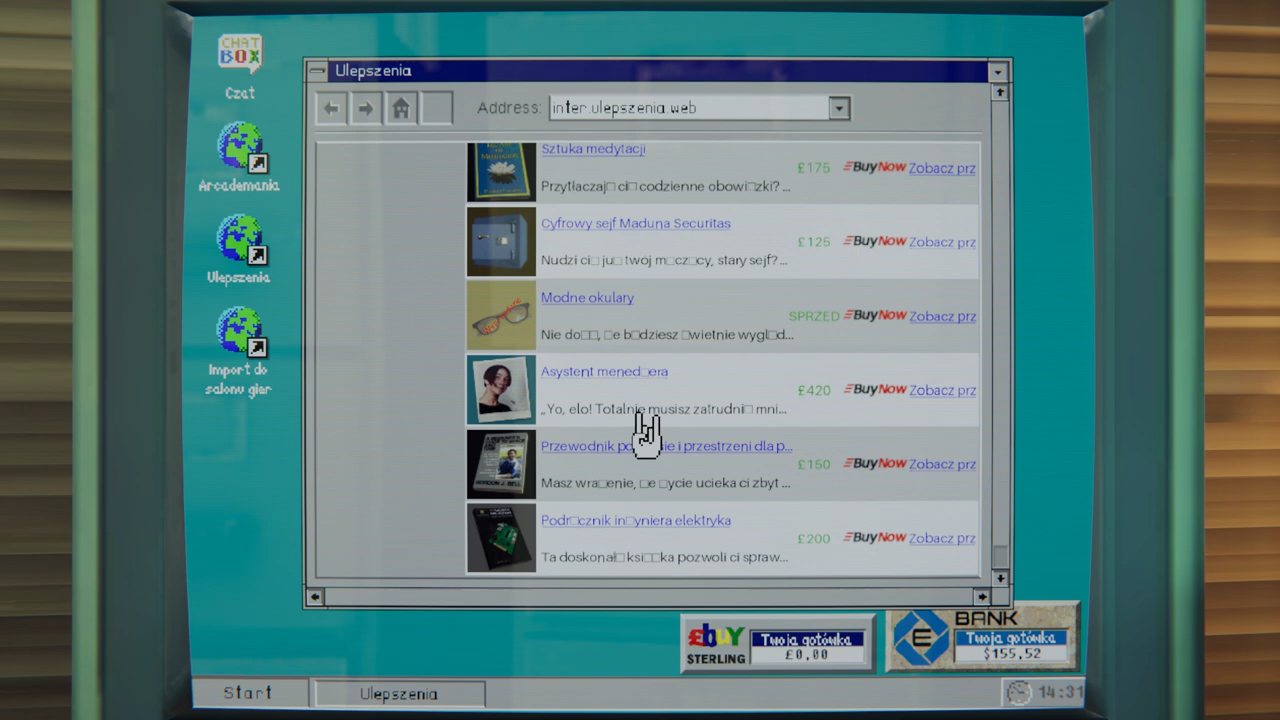 CHAT
BOX
Czat
Arcademania
Ulepszenia
Import do
salonu gier
Ulepszenia
Address: inter.ulepszenia.web
Sztuka medytacji
£175 BuyNow Zobacz prz
Przytłaczaj□ ci□ codzienne obowi□zki? ...
Cyfrowy sejf Maduna Securitas
£125 BuyNow Zobacz prz
Nudzi ci□ ju□ twój m□cz□cy, stary sejf? ...
Modne okulary
SPRZED BuyNow Zobacz prz
Nie do□□, □e b□dziesz □wietnie wygl□d...
Asystent mened□era
£420 BuyNow Zobacz prz
„Yo, elo! Totalnie musisz zatrudni□ mni...
Przewodnik i przestrzeni dla p...
£150 BuyNow Zobacz prz
Masz wra□enie, □e □ycie ucieka ci zbyt ...
Podr□cznik in□yniera elektryka
£200 BuyNow Zobacz prz
Ta doskona□ ksi□□ka pozwoli ci spraw...
ebuy
STERLING
Twoja gotówka
£0,00
E BANK
Twoja gotówka
$155,52
Start
Ulepszenia
14:31